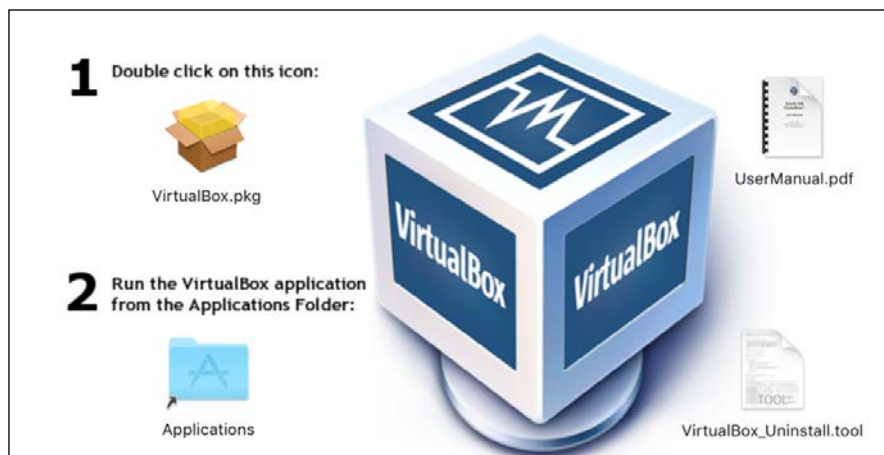 1 Double click on this icon:
VirtualBox.pkg
2 Run the VirtualBox application
from the Applications Folder:
Applications
VirtualBox
VirtualBox
UserManual.pdf
TOOL
VirtualBox_Uninstall.tool